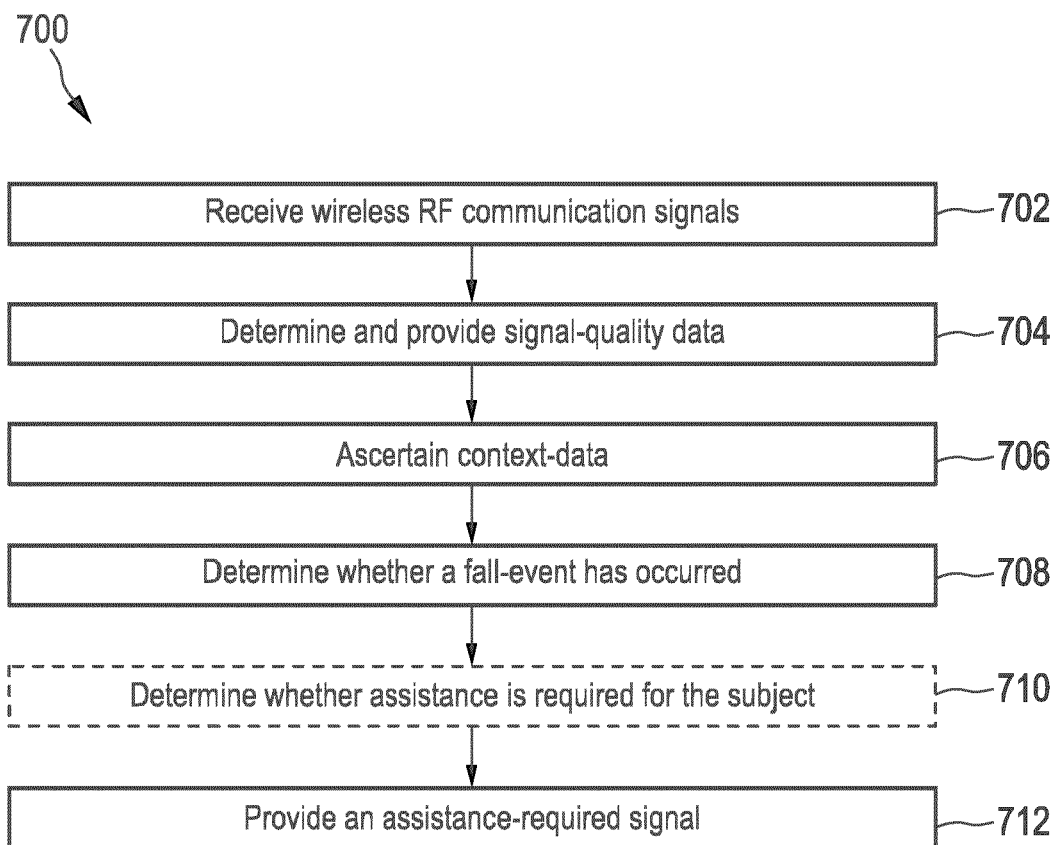 700
Receive wireless RF communication signals 702
Determine and provide signal-quality data 704
Ascertain context-data 706
Determine whether a fall-event has occurred 708
Determine whether assistance is required for the subject 710
Provide an assistance-required signal 712